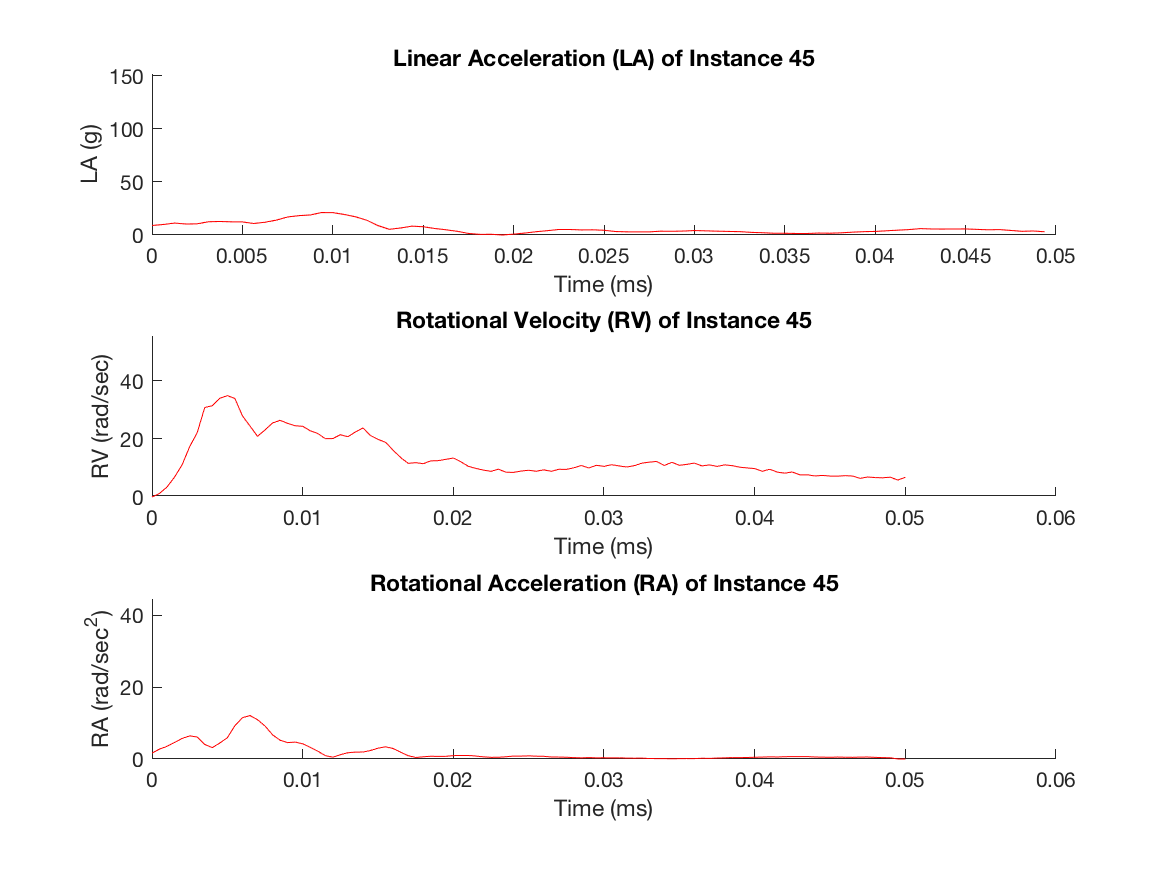 Linear Acceleration (LA) of Instance 45
150
100
50
0
LA (g)
0 0.005 0.01 0.015 0.02 0.025 0.03 0.035 0.04 0.045 0.05
Time (ms)
Rotational Velocity (RV) of Instance 45
40
20
0
RV (rad/sec)
0 0.01 0.02 0.03 0.04 0.05 0.06
Time (ms)
Rotational Acceleration (RA) of Instance 45
40
20
0
RA (rad/sec²)
0 0.01 0.02 0.03 0.04 0.05 0.06
Time (ms)